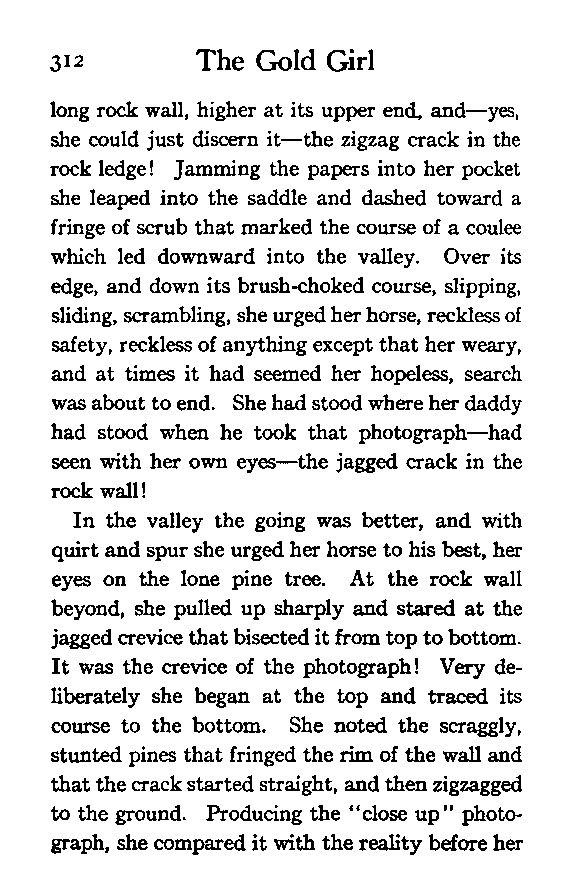 312 The Gold Girl
long rock wall, higher at its upper end, and—yes,
she could just discern it—the zigzag crack in the
rock ledge! Jamming the papers into her pocket
she leaped into the saddle and dashed toward a
fringe of scrub that marked the course of a coulee
which led downward into the valley. Over its
edge, and down its brush-choked course, slipping,
sliding, scrambling, she urged her horse, reckless of
safety, reckless of anything except that her weary,
and at times it had seemed her hopeless, search
was about to end. She had stood where her daddy
had stood when he took that photograph—had
seen with her own eyes—the jagged crack in the
rock wall!
In the valley the going was better, and with
quirt and spur she urged her horse to his best, her
eyes on the lone pine tree. At the rock wall
beyond, she pulled up sharply and stared at the
jagged crevice that bisected it from top to bottom.
It was the crevice of the photograph! Very de-
liberately she began at the top and traced its
course to the bottom. She noted the scraggly,
stunted pines that fringed the rim of the wall and
that the crack started straight, and then zigzagged
to the ground. Producing the "close up" photo-
graph, she compared it with the reality before her